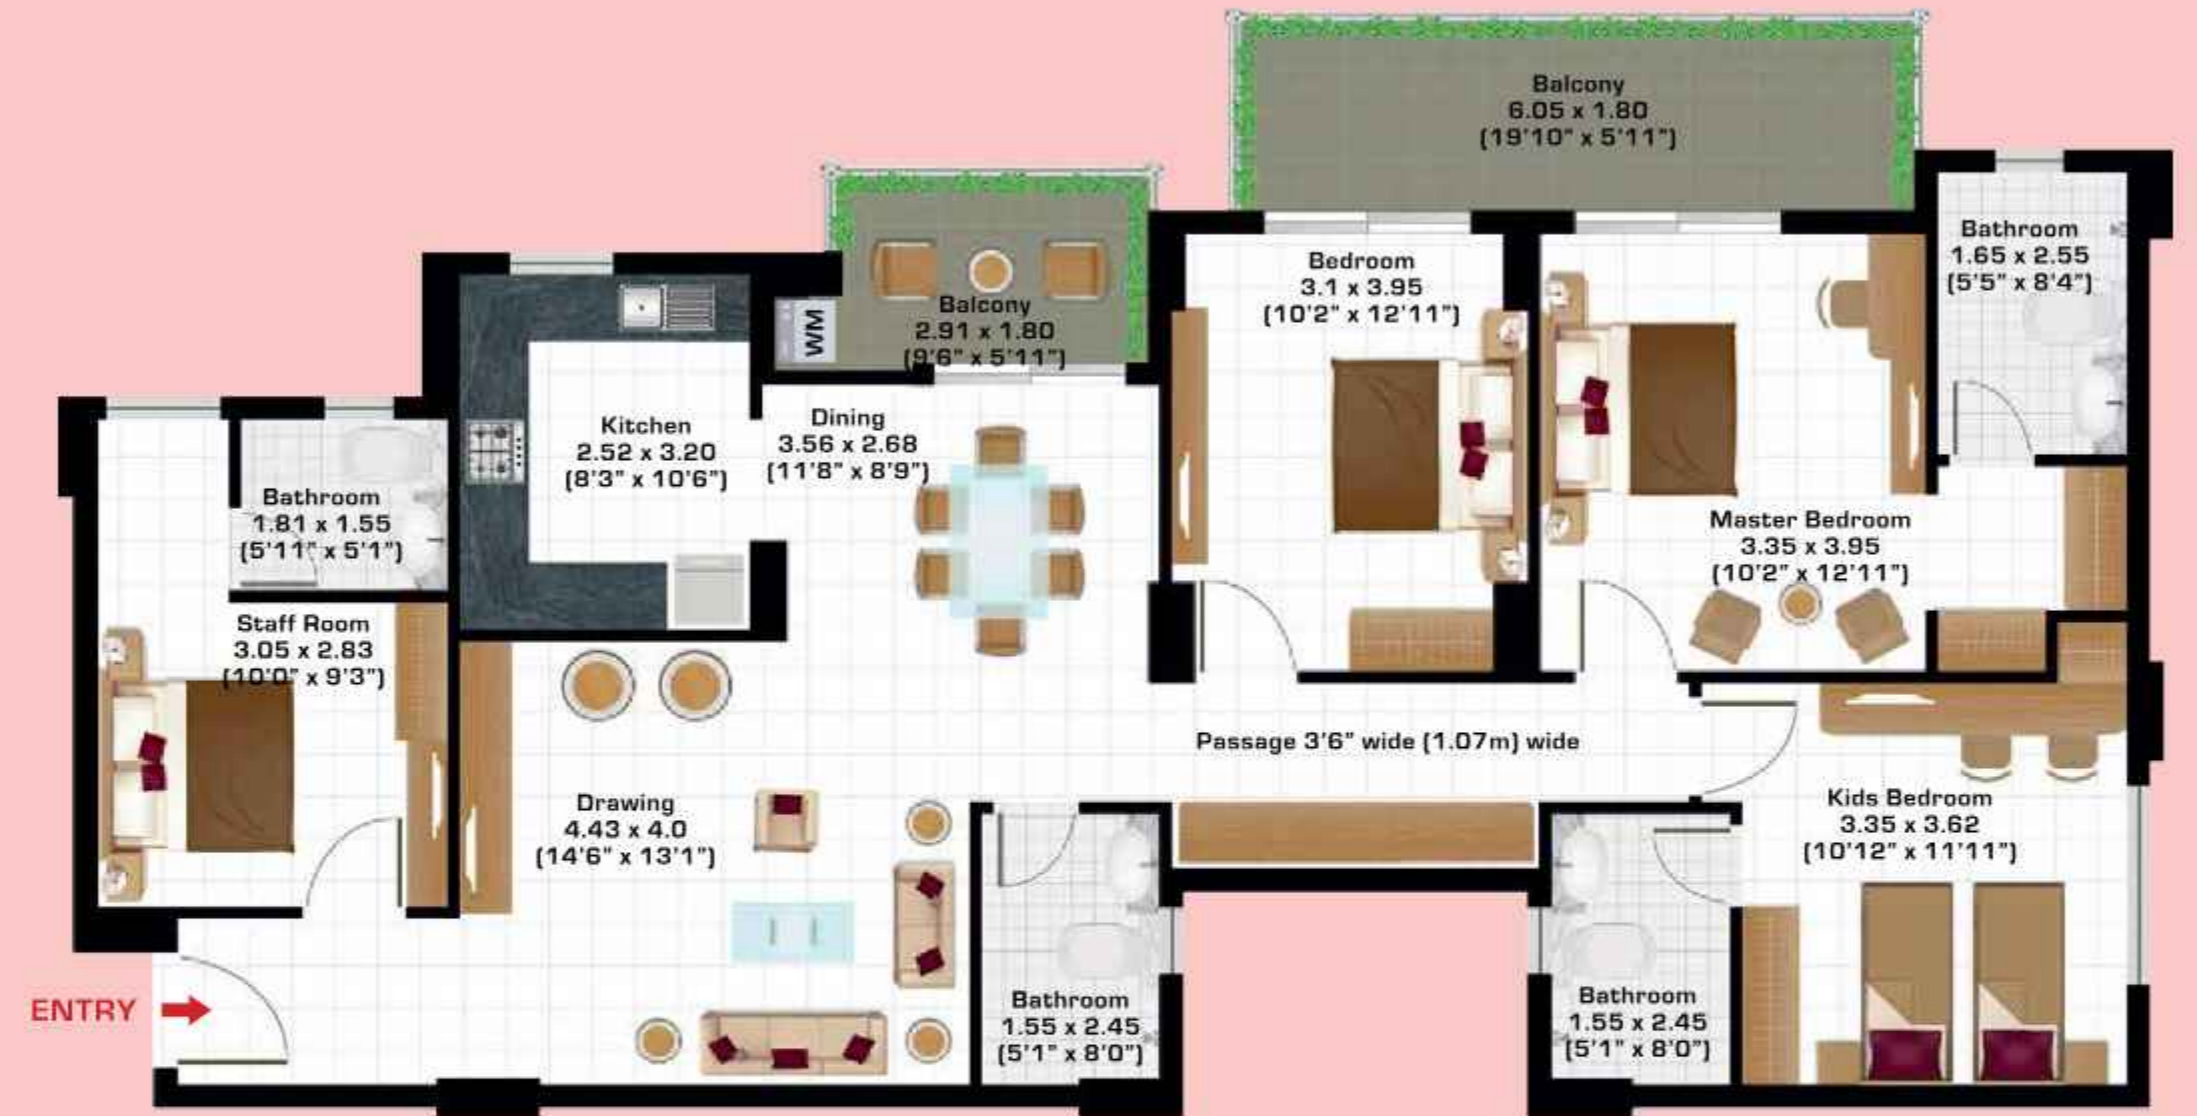 Balcony
6.05 x 1.80
(19'10" x 5'11")
Bathroom
1.65 x 2.55
(5'5" x 8'4")
Bedroom
3.1 x 3.95
(10'2" x 12'11")
Balcony
2.91 x 1.80
(9'6" x 5'11")
WM
Kitchen
2.52 x 3.20
(8'3" x 10'6")
Dining
3.56 x 2.68
(11'8" x 8'9")
Bathroom
1.81 x 1.55
(5'11" x 5'1")
Master Bedroom
3.35 x 3.95
(10'2" x 12'11")
Staff Room
3.05 x 2.83
(10'0" x 9'3")
Passage 3'6" wide (1.07m) wide
Drawing
4.43 x 4.0
(14'6" x 13'1")
Kids Bedroom
3.35 x 3.62
(10'12" x 11'11")
ENTRY
Bathroom
1.55 x 2.45
(5'1" x 8'0")
Bathroom
1.55 x 2.45
(5'1" x 8'0")